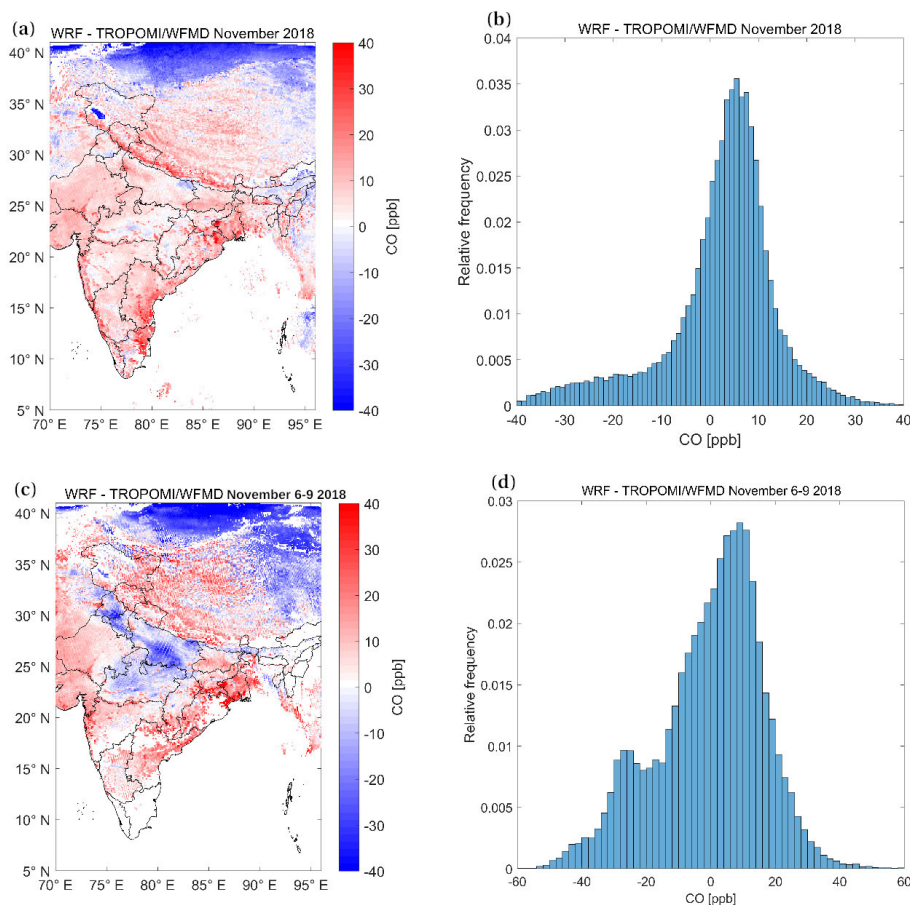 (a)
WRF - TROPOMI/WFMD November 2018
40° N
35° N
30° N
25° N
20° N
15° N
10° N
5° N
70° E 75° E 80° E 85° E 90° E 95° E
40
30
20
10
0
-10
-20
-30
-40
CO [ppb]
(b)
WRF - TROPOMI/WFMD November 2018
0.04
0.035
0.03
0.025
0.02
0.015
0.01
0.005
0
Relative frequency
-40 -30 -20 -10 0 10 20 30 40
CO [ppb]
(c)
WRF - TROPOMI/WFMD November 6-9 2018
40° N
35° N
30° N
25° N
20° N
15° N
10° N
5° N
70° E 75° E 80° E 85° E 90° E 95° E
40
30
20
10
0
-10
-20
-30
-40
CO [ppb]
(d)
WRF - TROPOMI/WFMD November 6-9 2018
0.03
0.025
0.02
0.015
0.01
0.005
0
Relative frequency
-60 -40 -20 0 20 40 60
CO [ppb]